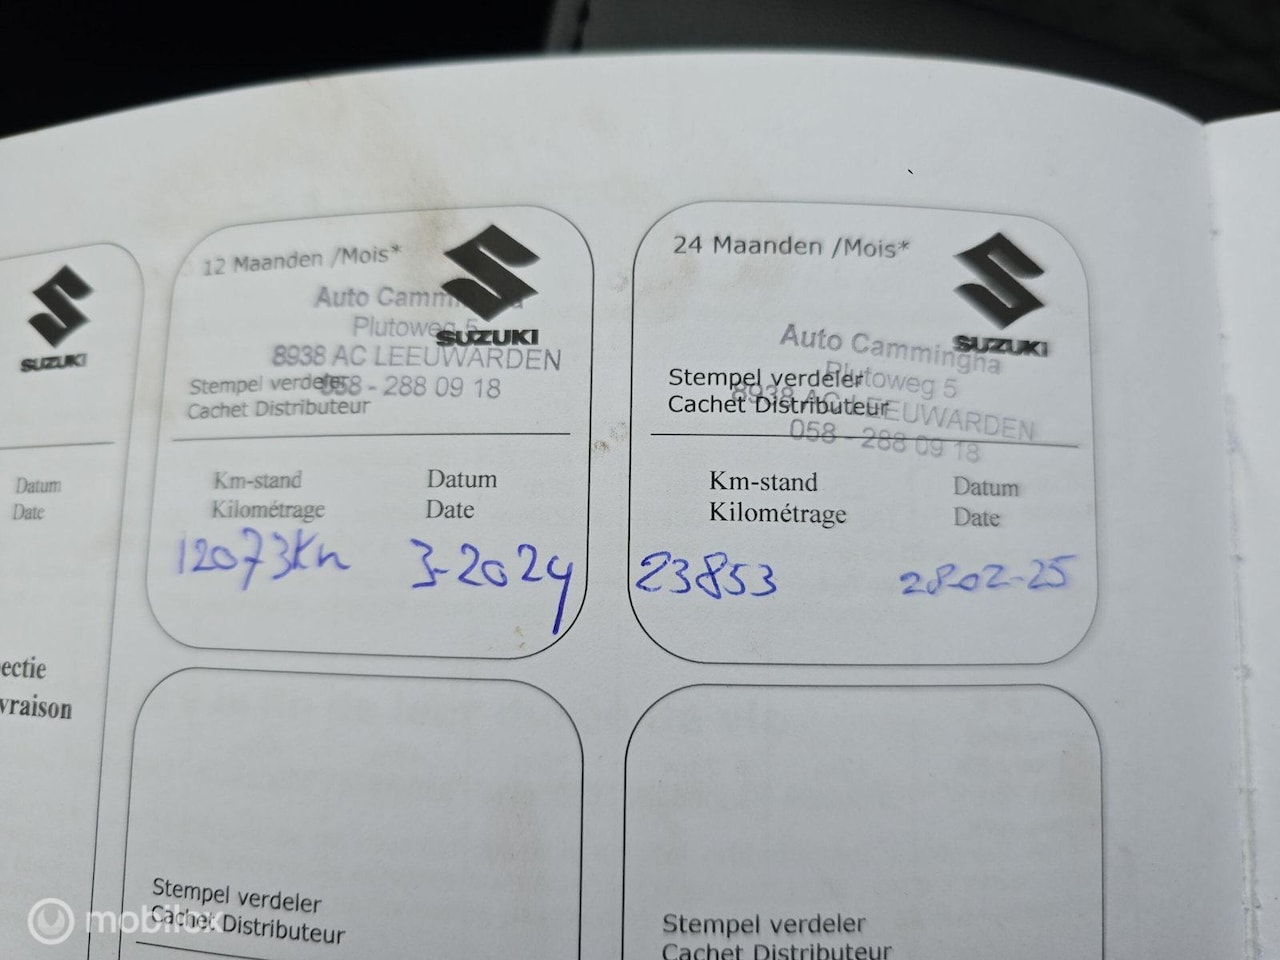 SUZUKI
Datum
Date
ectie
vraison
12 Maanden /Mois*
SUZUKI
Auto Cammingha
Plutoweg 5
8938 AC LEEUWARDEN
058 - 288 09 18
Stempel verdeler
Cachet Distributeur
Km-stand Datum
Kilométrage Date
12073km 3-2024
24 Maanden /Mois*
SUZUKI
Auto Cammingha
Plutoweg 5
8938 AC LEEUWARDEN
058 - 288 09 18
Stempel verdeler
Cachet Distributeur
Km-stand Datum
Kilométrage Date
23853 28-02-25
Stempel verdeler
Cachet Distributeur
Stempel verdeler
Cachet Distributeur
mobilox